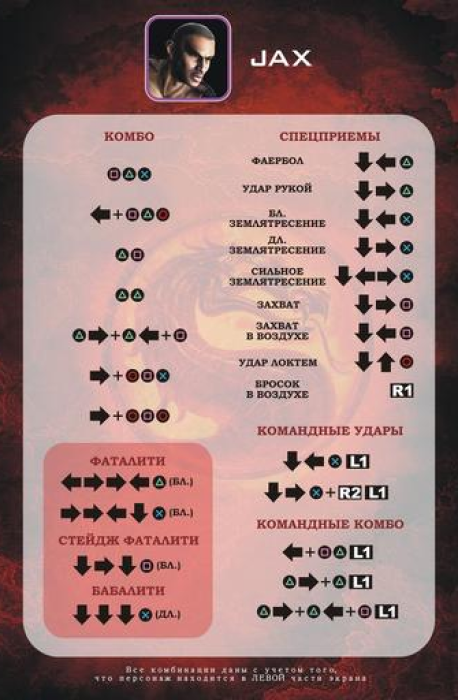 JAX
КОМБО
□△✕
←+□△○
△□
△△
△→+△←+□
→+○□✕
→+○□○
ФАТАЛИТИ
←→→←△(БЛ.)
→→←↓✕(БЛ.)
СТЕЙДЖ ФАТАЛИТИ
↓→↓□(БЛ.)
БАБАЛИТИ
↓↓↓✕(ДЛ.)
СПЕЦПРИЕМЫ
ФАЕРБОЛ ↓←△
УДАР РУКОЙ ↓→△
БЛ.
ЗЕМЛЯТРЕСЕНИЕ ↓←✕
ДЛ.
ЗЕМЛЯТРЕСЕНИЕ ↓→✕
СИЛЬНОЕ
ЗЕМЛЯТРЕСЕНИЕ ↓←→✕
ЗАХВАТ ↓→□
ЗАХВАТ
В ВОЗДУХЕ ↓←□
УДАР ЛОКТЕМ ↓↑○
БРОСОК
В ВОЗДУХЕ R1
КОМАНДНЫЕ УДАРЫ
↓←✕ L1
↓→✕+R2 L1
КОМАНДНЫЕ КОМБО
←+□△ L1
△→+△ L1
△→+△←+□ L1
Все комбинации даны с учетом того,
что персонаж находится в ЛЕВОЙ части экрана